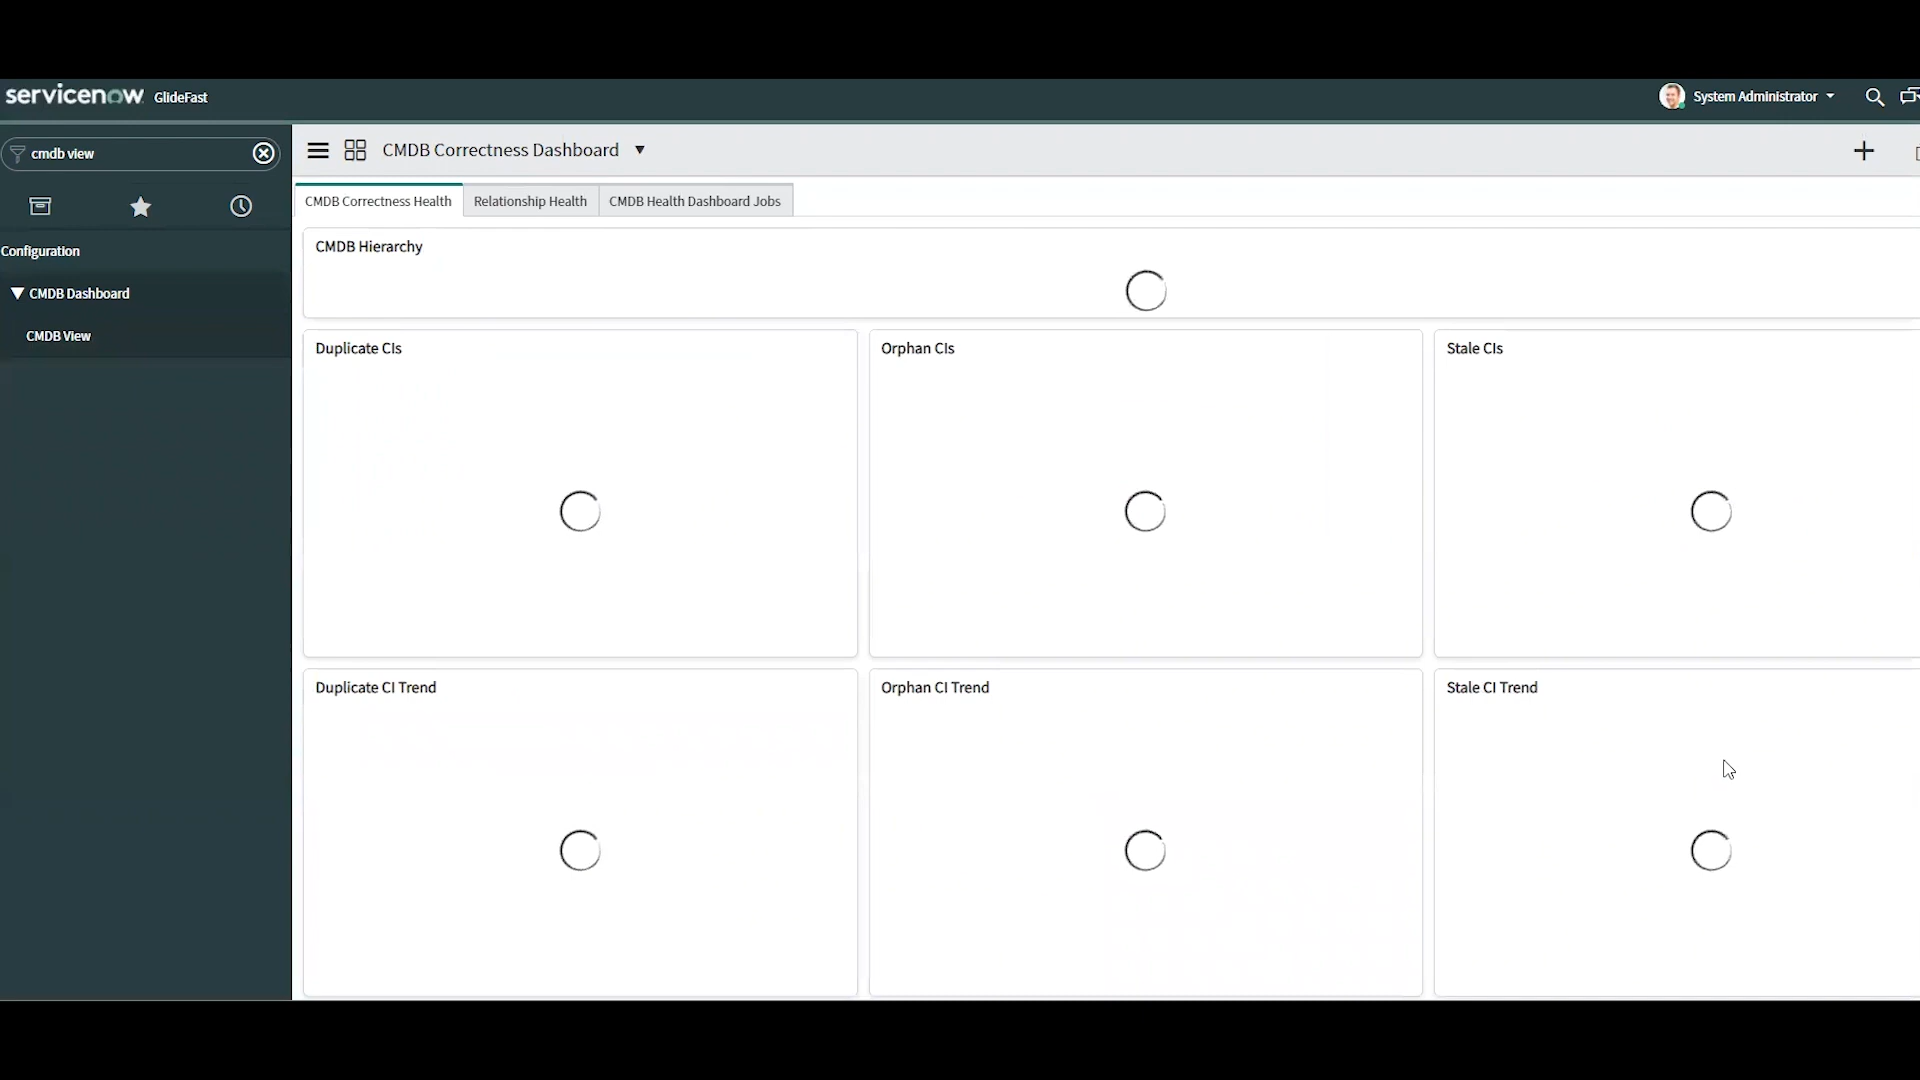 servicenow GlideFast
System Administrator
cmdb view
CMDB Correctness Dashboard
CMDB Correctness Health
Relationship Health
CMDB Health Dashboard Jobs
Configuration
CMDB Dashboard
CMDB View
CMDB Hierarchy
Duplicate CIs
Orphan CIs
Stale CIs
Duplicate CI Trend
Orphan CI Trend
Stale CI Trend